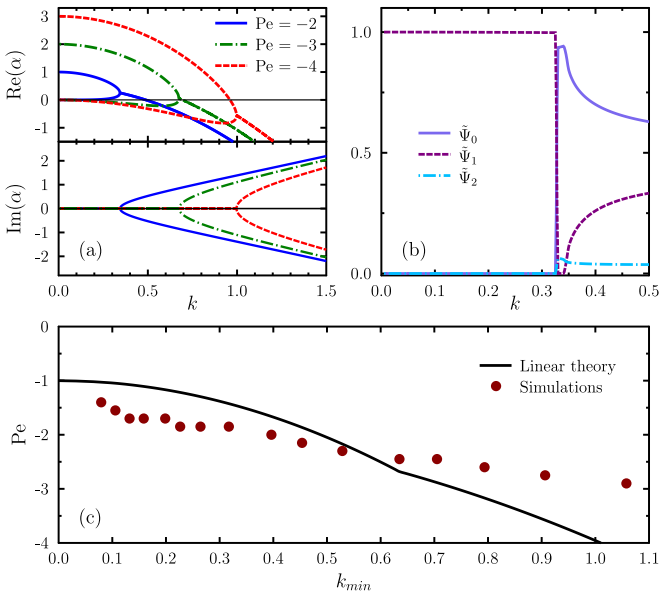 3
2
1
0
-1
Re(α)
Pe = −2
Pe = −3
Pe = −4
2
1
0
-1
-2
Im(α)
(a)
0.0 0.5 1.0 1.5
k
1.0
0.5
0.0
Ψ̃₀
Ψ̃₁
Ψ̃₂
(b)
0.0 0.1 0.2 0.3 0.4 0.5
k
0
-1
-2
-3
-4
Pe
Linear theory
Simulations
(c)
0.0 0.1 0.2 0.3 0.4 0.5 0.6 0.7 0.8 0.9 1.0 1.1
kₘᵢₙ